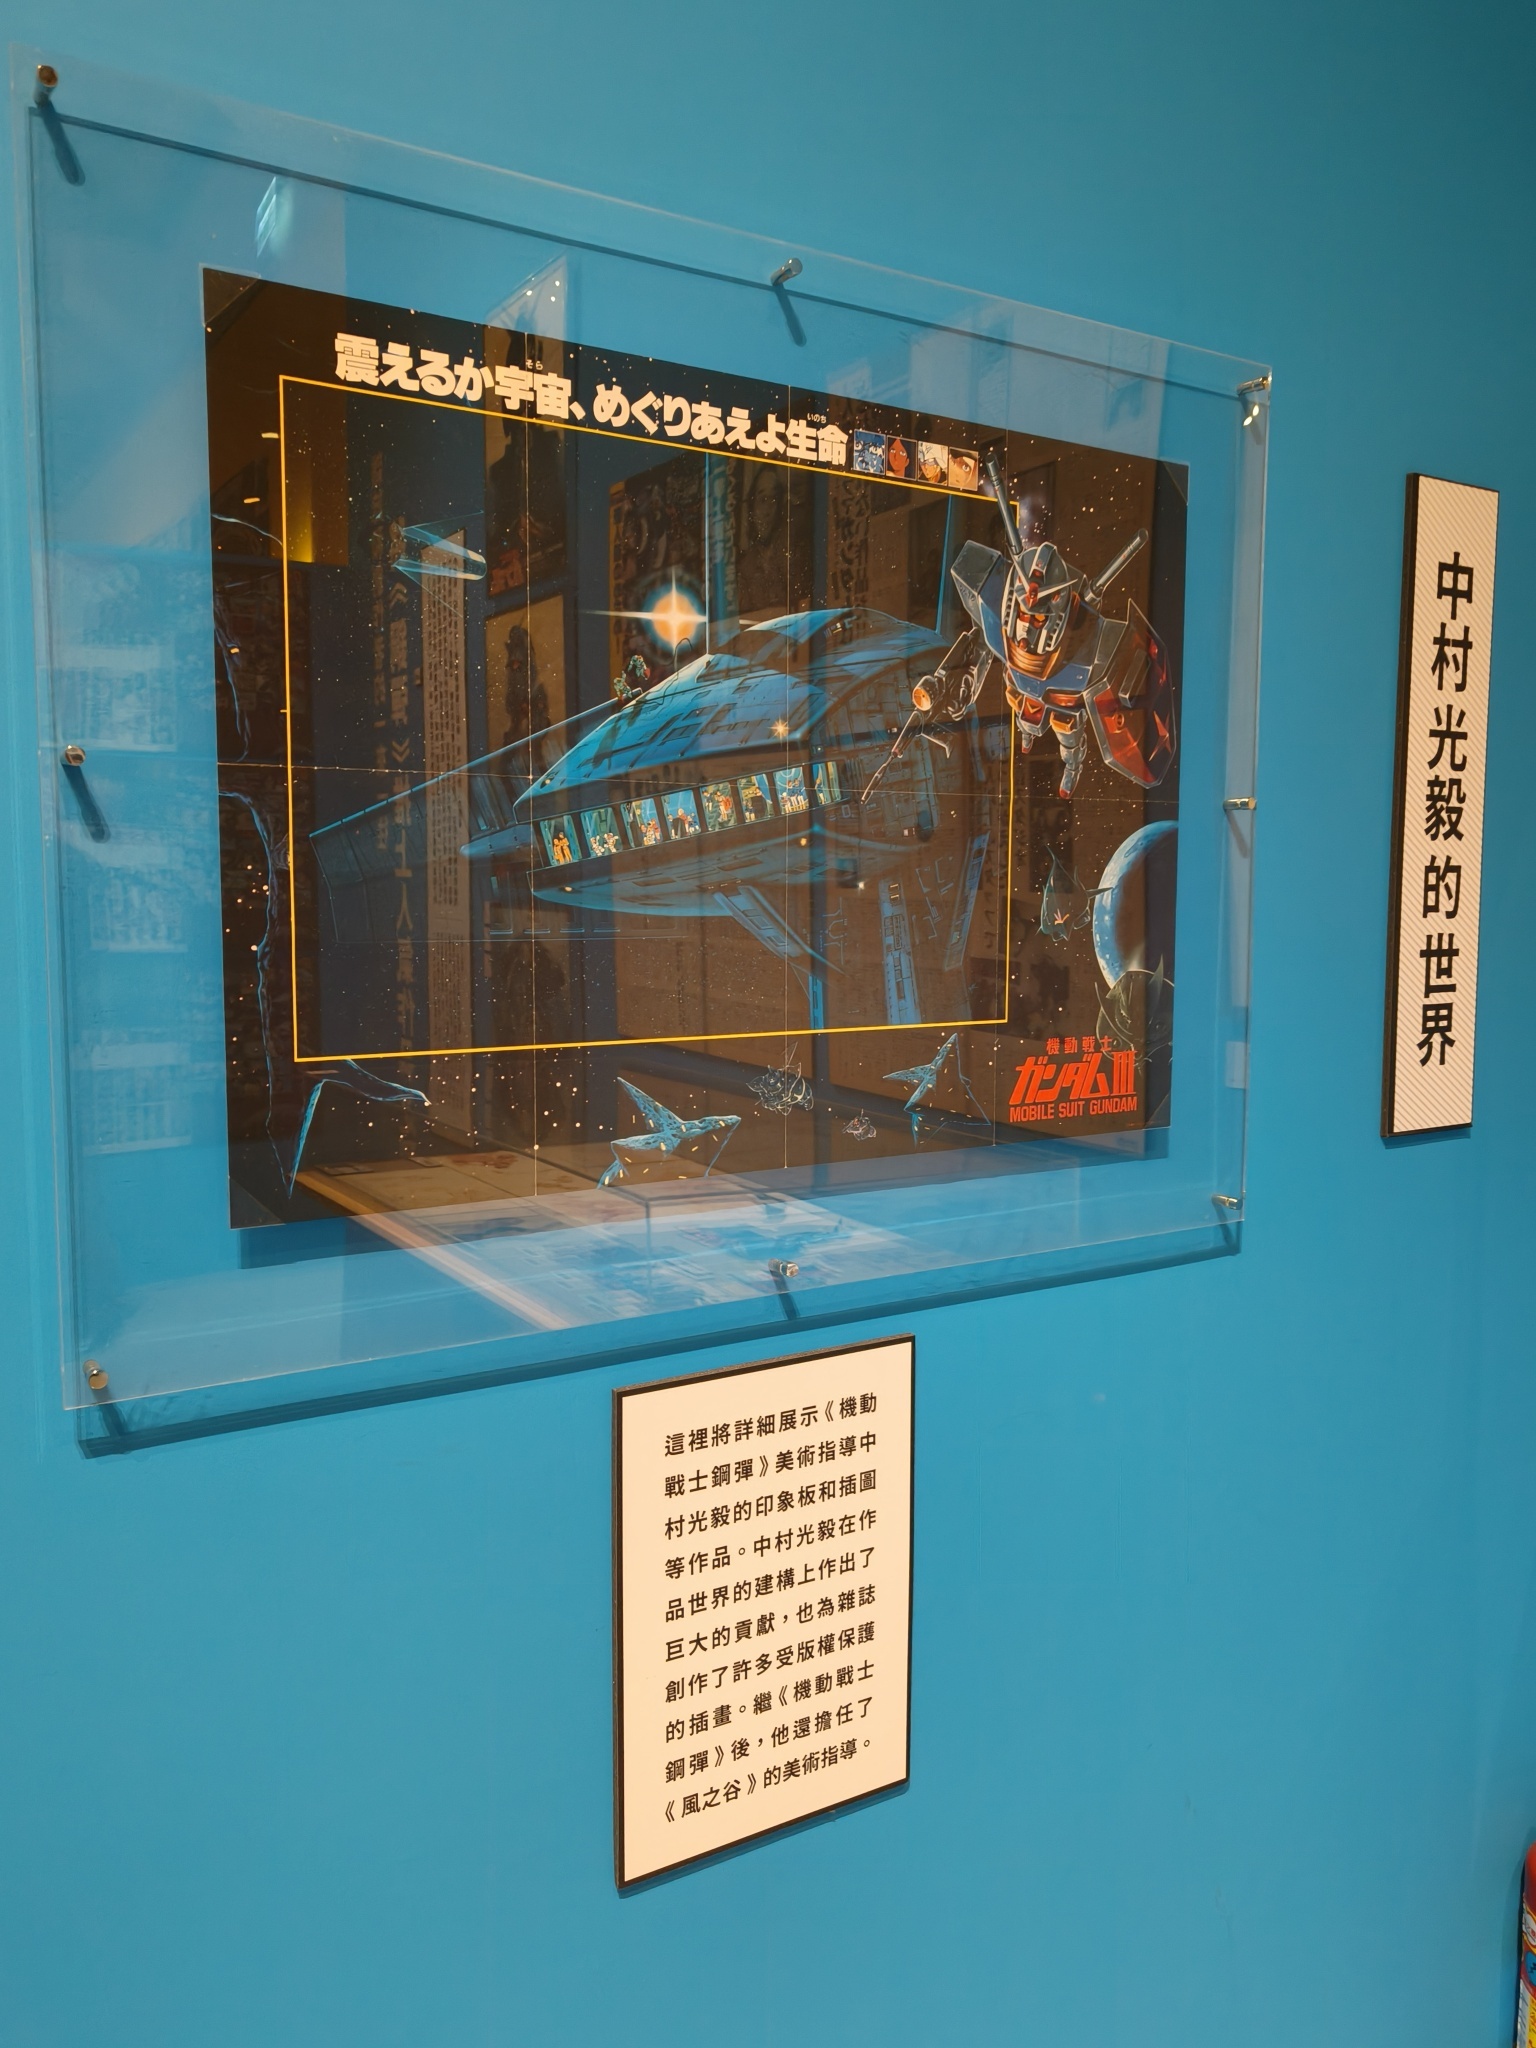 震えるか宇宙、めぐりあえよ生命
そら
いのち
機動戦士
ガンダムIII
MOBILE SUIT GUNDAM
中村光毅的世界
這裡將詳細展示《機動
戰士鋼彈》美術指導中
村光毅的印象板和插圖
等作品。中村光毅在作
品世界的建構上作出了
巨大的貢獻，也為雜誌
創作了許多受版權保護
的插畫。繼《機動戰士
鋼彈》後，他還擔任了
《風之谷》的美術指導。